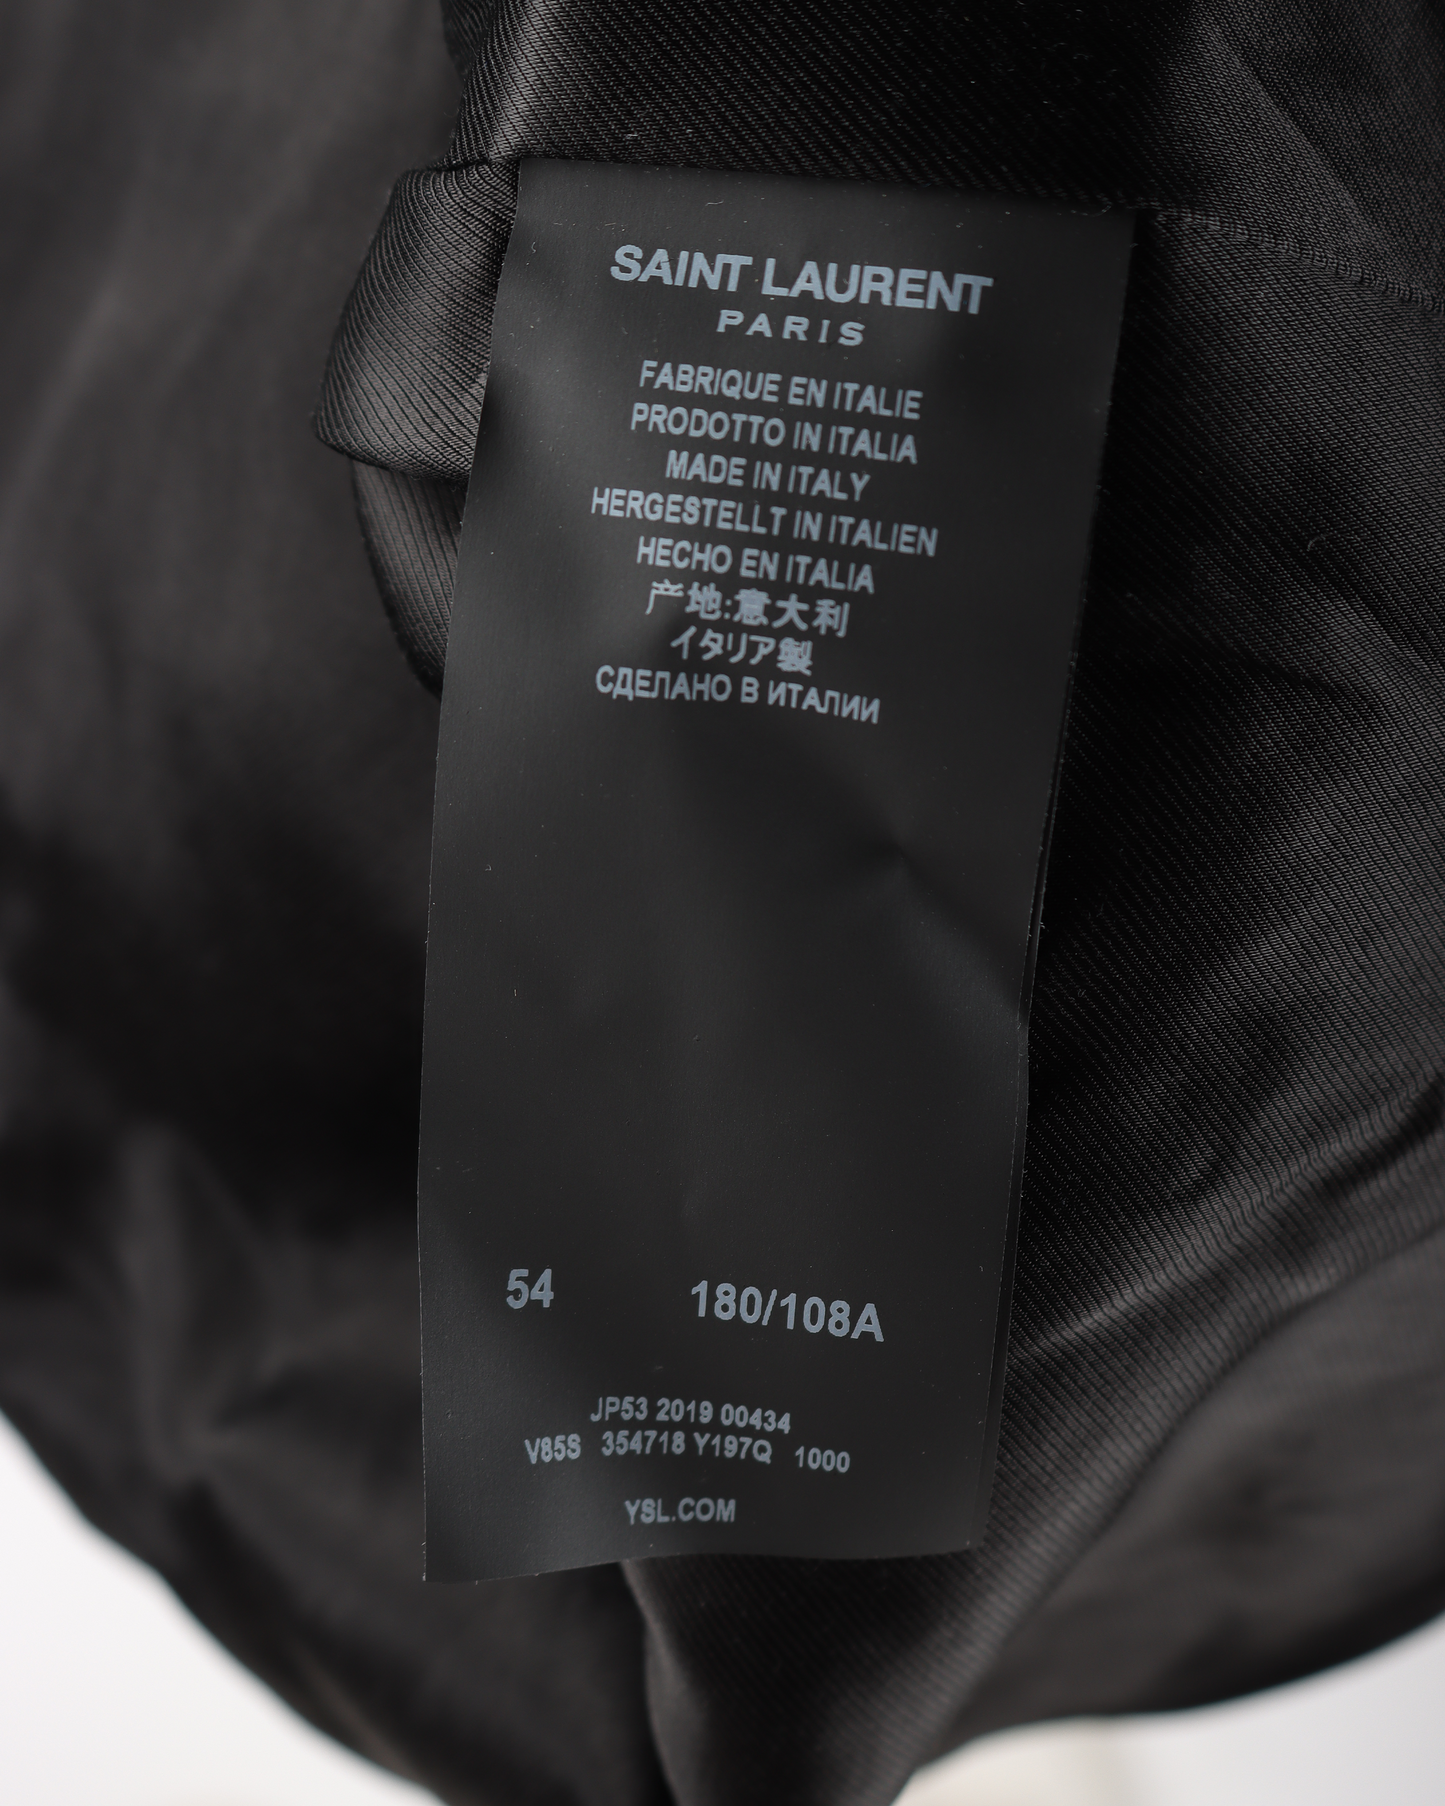 SAINT LAURENT
PARIS
FABRIQUE EN ITALIE
PRODOTTO IN ITALIA
MADE IN ITALY
HERGESTELLT IN ITALIEN
HECHO EN ITALIA
产地:意大利
イタリア製
СДЕЛАНО В ИТАЛИИ
54 180/108A
JP53 2019 00434
V85S 354718 Y197Q 1000
YSL.COM